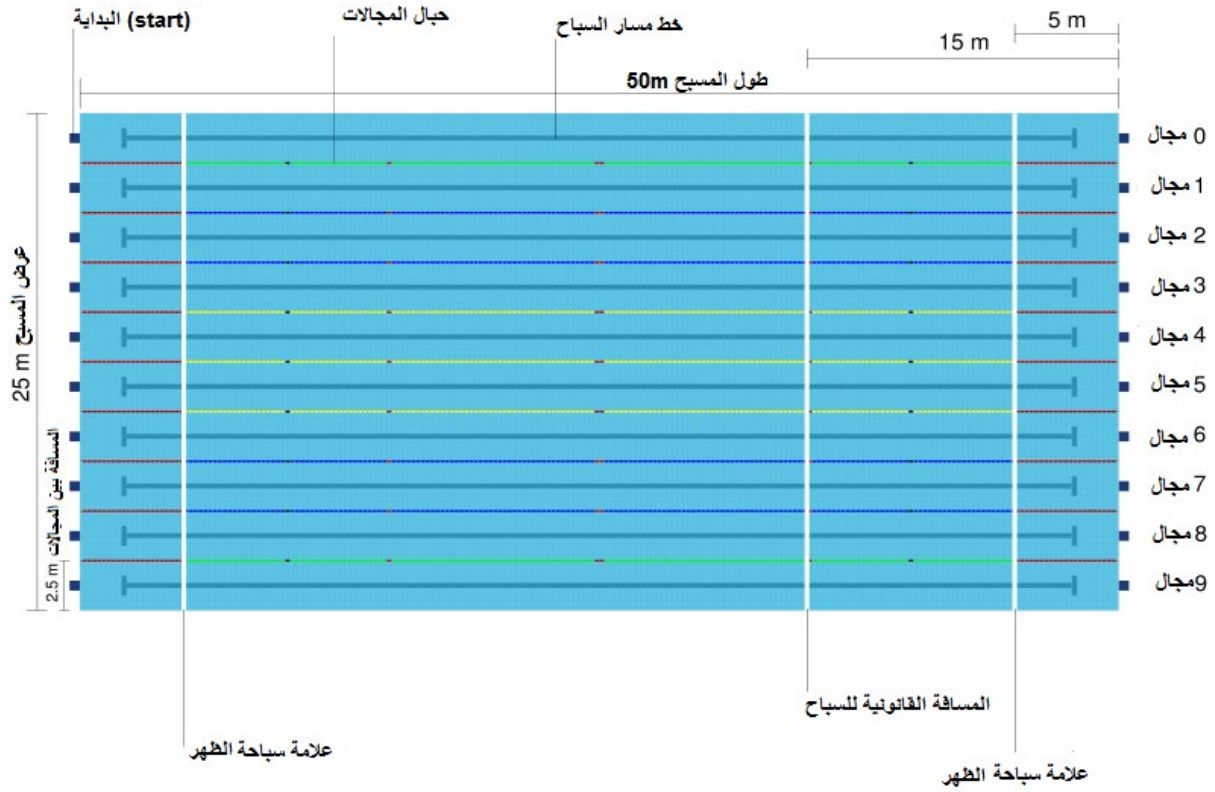 البداية (start)
حبال المجالات
خط مسار السباح
5 m
15 m
طول المسبح 50m
مجال 0
مجال 1
مجال 2
مجال 3
مجال 4
مجال 5
مجال 6
مجال 7
مجال 8
مجال9
عرض المسبح
25 m
المسافة بين المجالات
2.5 m
المسافة القانونية للسباح
علامة سباحة الظهر
علامة سباحة الظهر